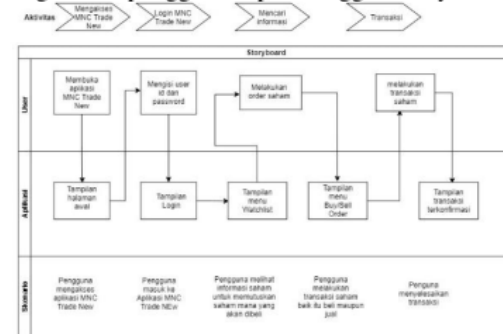 Aktivitas
Mengakses
MNC Trade
New
Login MNC
Trade New
Mencari
informasi
Transaksi
Storyboard
User
Membuka
aplikasi
MNC Trade
New
Mengisi user
id dan
password
Melakukan
order saham
melakukan
transaksi
saham
Aplikasi
Tampilan
halaman
awal
Tampilan
Login
Tampilan
menu
Watchlist
Tampilan
menu
Buy/Sell
Order
Tampilan
transaksi
terkonfirmasi
Skenario
Pengguna
mengakses
aplikasi MNC
Trade New
Pengguna
masuk ke
Aplikasi MNC
Trade NEw
Pengguna melihat
informasi saham
untuk memutuskan
saham mana yang
akan dibeli
Pengguna
melakukan
transaksi saham
baik itu beli maupun
jual
Penguna
menyelesaikan
transaksi